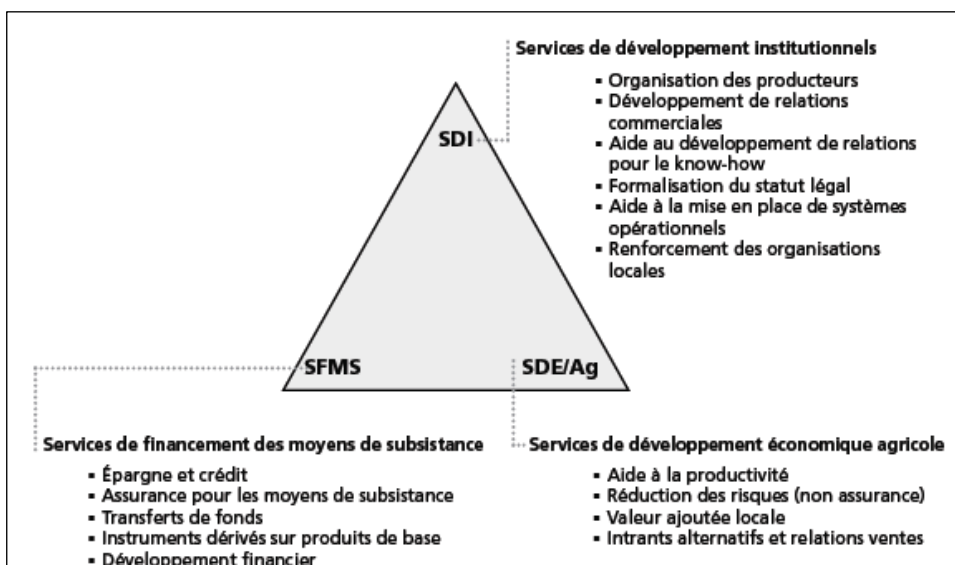 Services de développement institutionnels
▪ Organisation des producteurs
▪ Développement de relations
commerciales
▪ Aide au développement de relations
pour le know-how
▪ Formalisation du statut légal
▪ Aide à la mise en place de systèmes
opérationnels
▪ Renforcement des organisations
locales
SDI
SFMS
SDE/Ag
Services de financement des moyens de subsistance
▪ Épargne et crédit
▪ Assurance pour les moyens de subsistance
▪ Transferts de fonds
▪ Instruments dérivés sur produits de base
▪ Développement financier
Services de développement économique agricole
▪ Aide à la productivité
▪ Réduction des risques (non assurance)
▪ Valeur ajoutée locale
▪ Intrants alternatifs et relations ventes